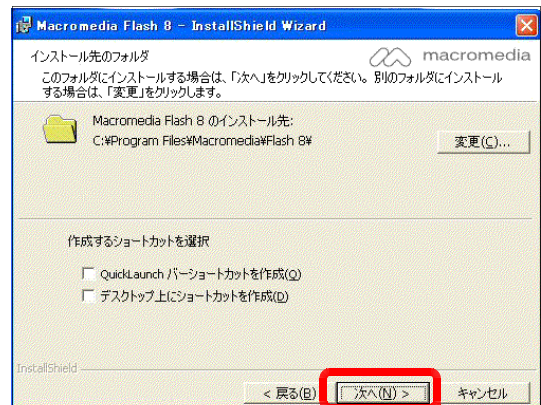 Macromedia Flash 8 - InstallShield Wizard
インストール先のフォルダ
macromedia
このフォルダにインストールする場合は、「次へ」をクリックしてください。別のフォルダにインストール
する場合は、「変更」をクリックします。
Macromedia Flash 8 のインストール先:
C:¥Program Files¥Macromedia¥Flash 8¥
変更(C)...
作成するショートカットを選択
QuickLaunch バーショートカットを作成(Q)
デスクトップ上にショートカットを作成(D)
InstallShield
< 戻る(B)
次へ(N) >
キャンセル